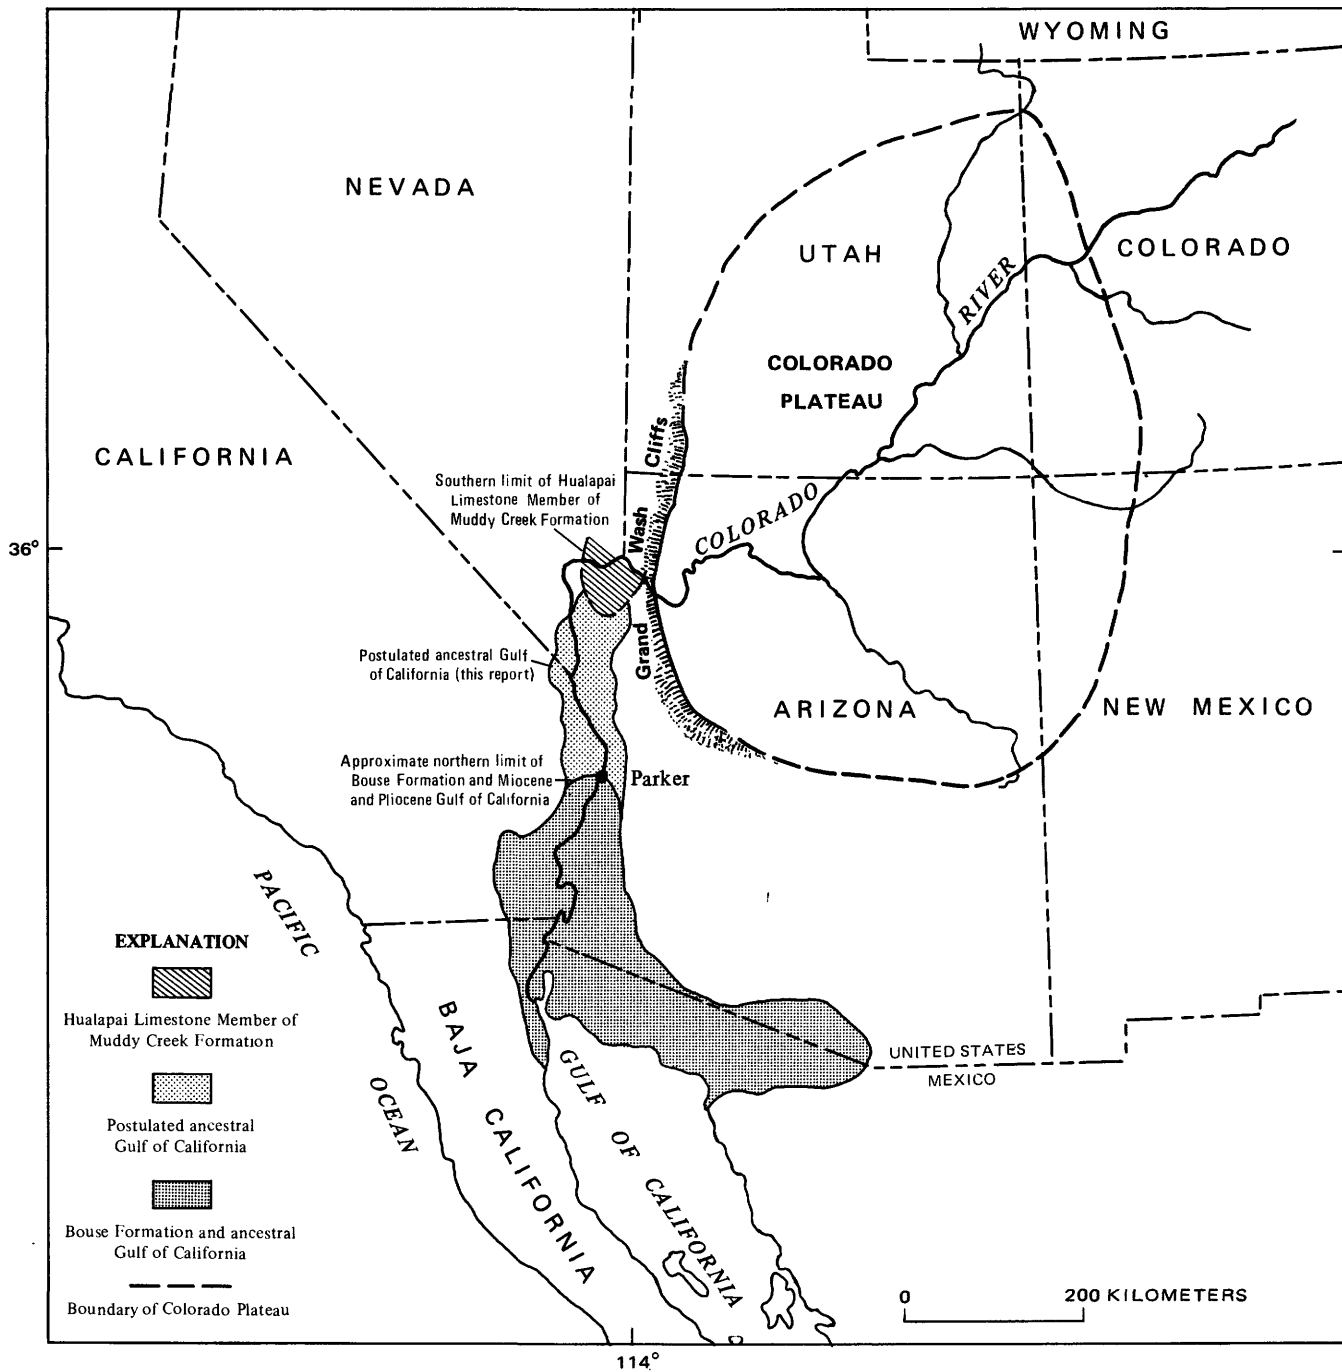 WYOMING
NEVADA
UTAH
COLORADO
RIVER
COLORADO
PLATEAU
CALIFORNIA
Grand Wash Cliffs
Southern limit of Hualapai
Limestone Member of
Muddy Creek Formation
COLORADO
36°
Postulated ancestral Gulf
of California (this report)
ARIZONA
NEW MEXICO
Approximate northern limit of
Bouse Formation and Miocene
and Pliocene Gulf of California
Parker
PACIFIC
OCEAN
BAJA
CALIFORNIA
GULF OF CALIFORNIA
UNITED STATES
MEXICO
EXPLANATION
Hualapai Limestone Member of
Muddy Creek Formation
Postulated ancestral
Gulf of California
Bouse Formation and ancestral
Gulf of California
Boundary of Colorado Plateau
0 200 KILOMETERS
114°